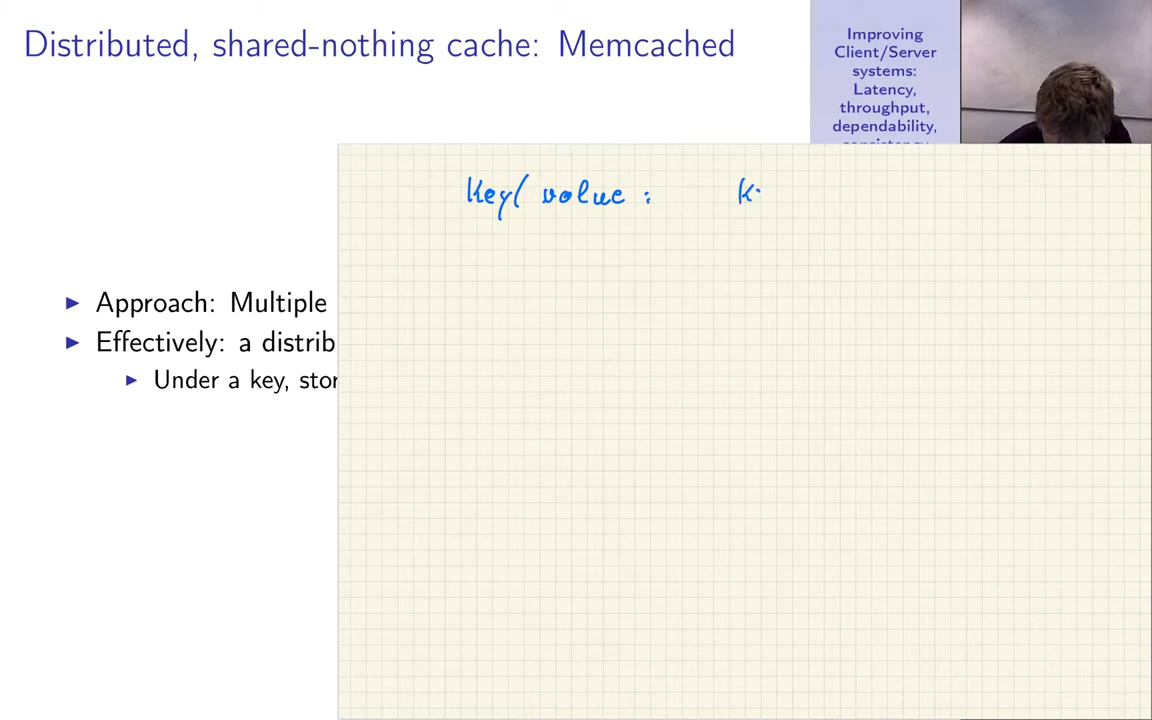 Distributed, shared-nothing cache: Memcached
Improving
Client/Server
systems:
Latency,
throughput,
dependability,
consistency
Key/ value : k
Approach: Multiple
Effectively: a distrib
Under a key, stor